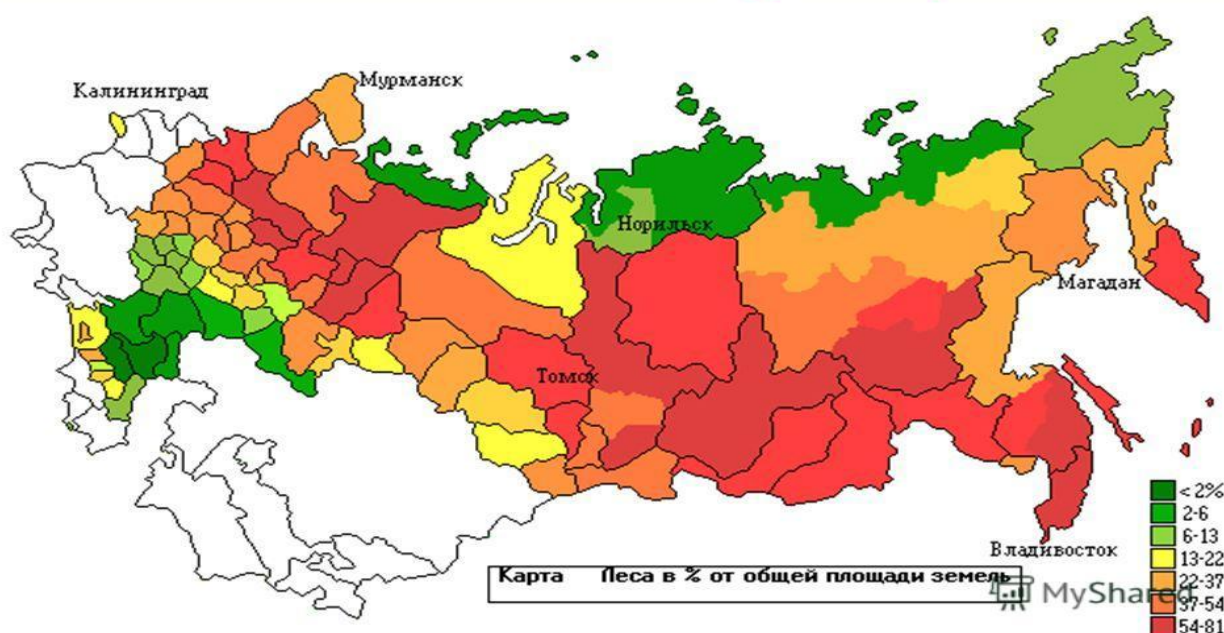 Мурманск
Калининград
Норильск
Магадан
Томск
Владивосток
Карта Леса в % от общей площади земель
MyShared
< 2%
2-6
6-13
13-22
22-37
37-54
54-81